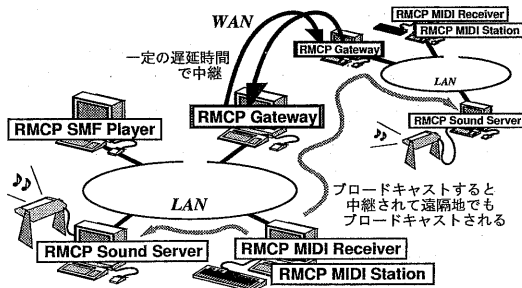 WAN
RMCP MIDI Receiver
RMCP MIDI Station
RMCP Gateway
一定の遅延時間
で中継
LAN
RMCP Gateway
RMCP SMF Player
RMCP Sound Server
ブロードキャストすると
中継されて遠隔地でも
ブロードキャストされる
LAN
RMCP Sound Server
RMCP MIDI Receiver
RMCP MIDI Station